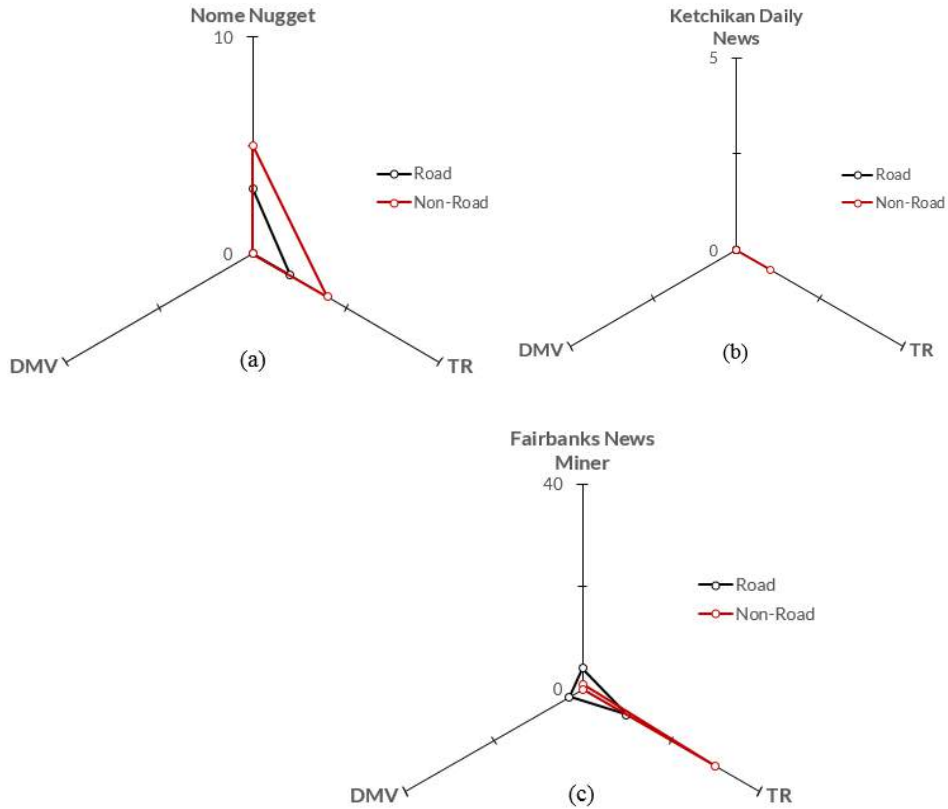 Nome Nugget
10
0
Road
Non-Road
DMV
TR
(a)
Ketchikan Daily
News
5
0
Road
Non-Road
DMV
TR
(b)
Fairbanks News
Miner
40
0
Road
Non-Road
DMV
TR
(c)